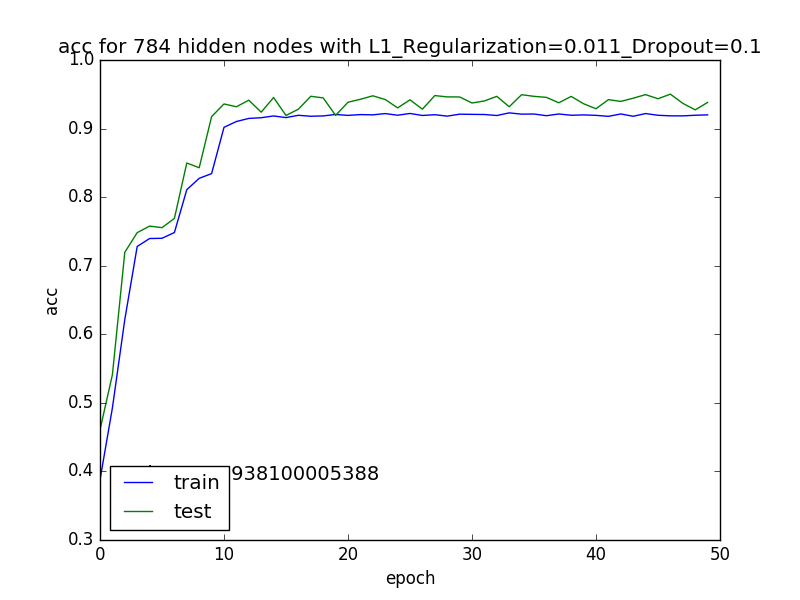 acc for 784 hidden nodes with L1_Regularization=0.011_Dropout=0.1
1.0
0.9
0.8
0.7
0.6
0.5
0.4
0.3
acc
938100005388
train
test
0 10 20 30 40 50
epoch